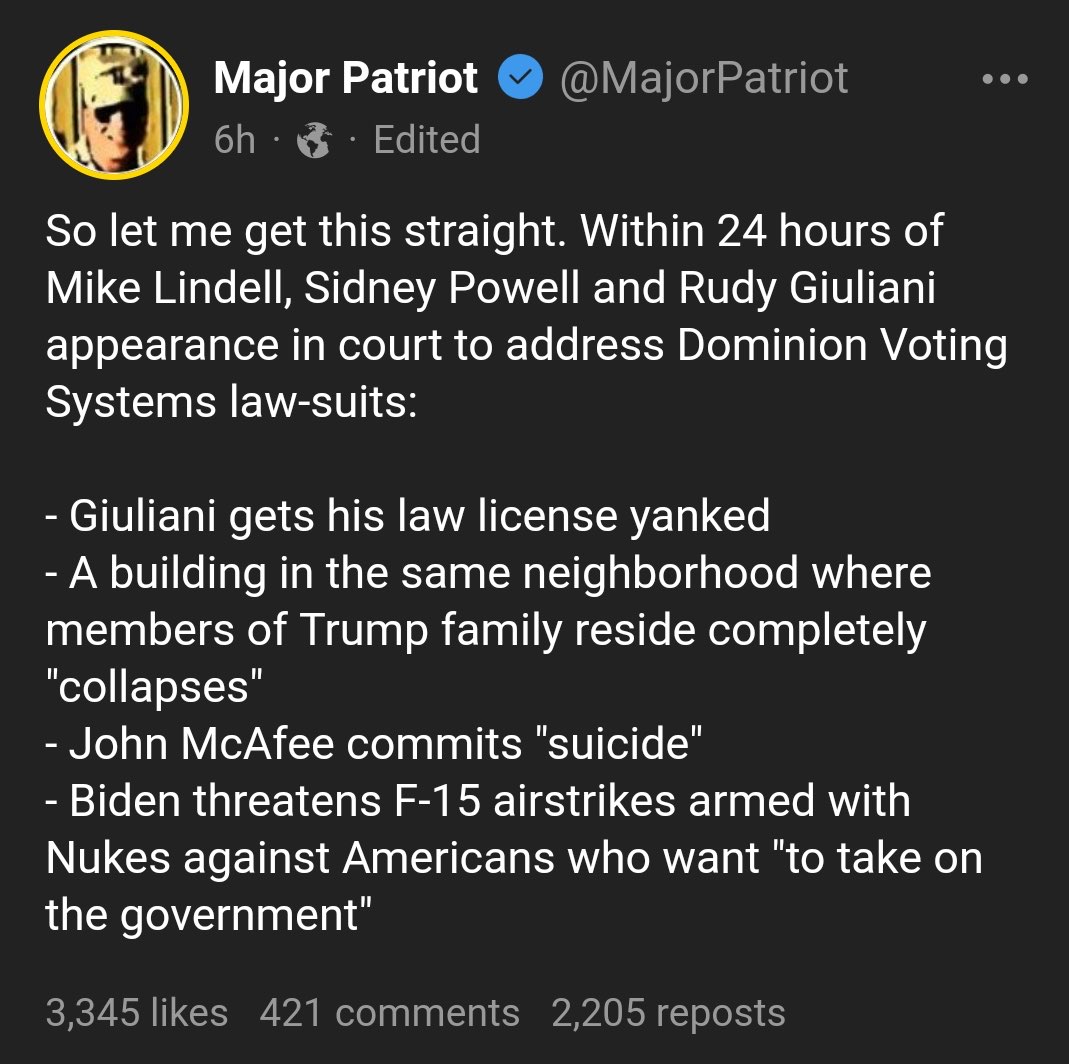 Major Patriot @MajorPatriot
6h · · Edited
So let me get this straight. Within 24 hours of
Mike Lindell, Sidney Powell and Rudy Giuliani
appearance in court to address Dominion Voting
Systems law-suits:
- Giuliani gets his law license yanked
- A building in the same neighborhood where
members of Trump family reside completely
"collapses"
- John McAfee commits "suicide"
- Biden threatens F-15 airstrikes armed with
Nukes against Americans who want "to take on
the government"
3,345 likes 421 comments 2,205 reposts